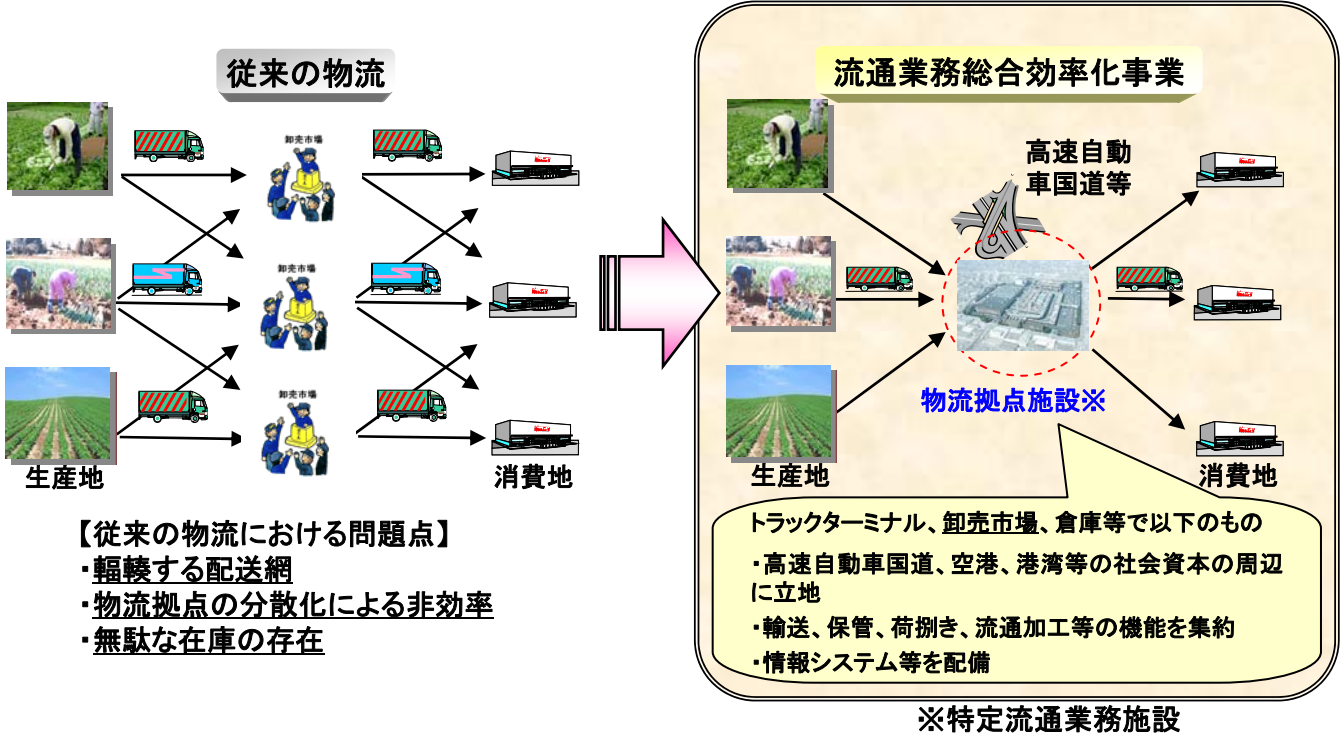 従来の物流
卸売市場
卸売市場
卸売市場
生産地
消費地
【従来の物流における問題点】
・輻輳する配送網
・物流拠点の分散化による非効率
・無駄な在庫の存在
流通業務総合効率化事業
高速自動
車国道等
物流拠点施設※
生産地
消費地
トラックターミナル、卸売市場、倉庫等で以下のもの
・高速自動車国道、空港、港湾等の社会資本の周辺
に立地
・輸送、保管、荷捌き、流通加工等の機能を集約
・情報システム等を配備
※特定流通業務施設